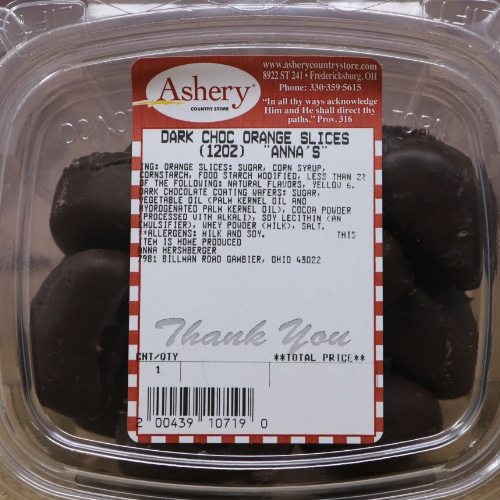 Ashery
COUNTRY STORE
www.asherycountrystore.com
8922 ST 241 • Fredericksburg, OH
Phone: 330-359-5615
“In all thy ways acknowledge
Him and He shall direct thy
paths.” Prov. 316
DARK CHOC ORANGE SLICES
(12OZ) "ANNA'S"
ING: ORANGE SLICES: SUGAR, CORN SYRUP,
CORNSTARCH, FOOD STARCH MODIFIED, LESS THAN 2%
OF THE FOLLOWING: NATURAL FLAVORS, YELLOW 6.
DARK CHOCOLATE COATING WAFERS: SUGAR,
VEGETABLE OIL (PALM KERNEL OIL AND
HYDROGENATED PALM KERNEL OIL), COCOA POWDER
(PROCESSED WITH ALKALI), SOY LECITHIN (AN
EMULSIFIER), WHEY POWDER (MILK), SALT.
**ALLERGENS: MILK AND SOY. THIS
ITEM IS HOME PRODUCED
ANNA HERSHBERGER
7981 BILLMAN ROAD GAMBIER, OHIO 43022
Thank You
CNT/QTY **TOTAL PRICE**
1
2 00439 10719 0